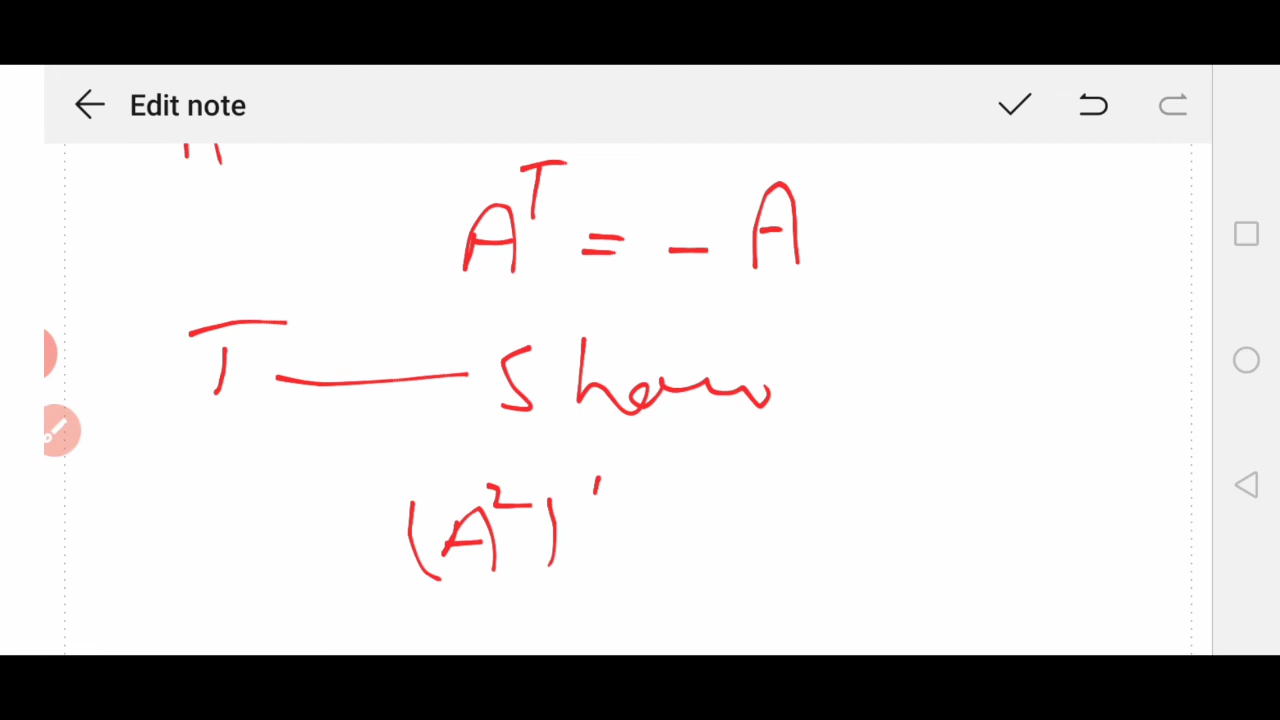 Edit note
A^T = - A
T — Show
(A^2)'